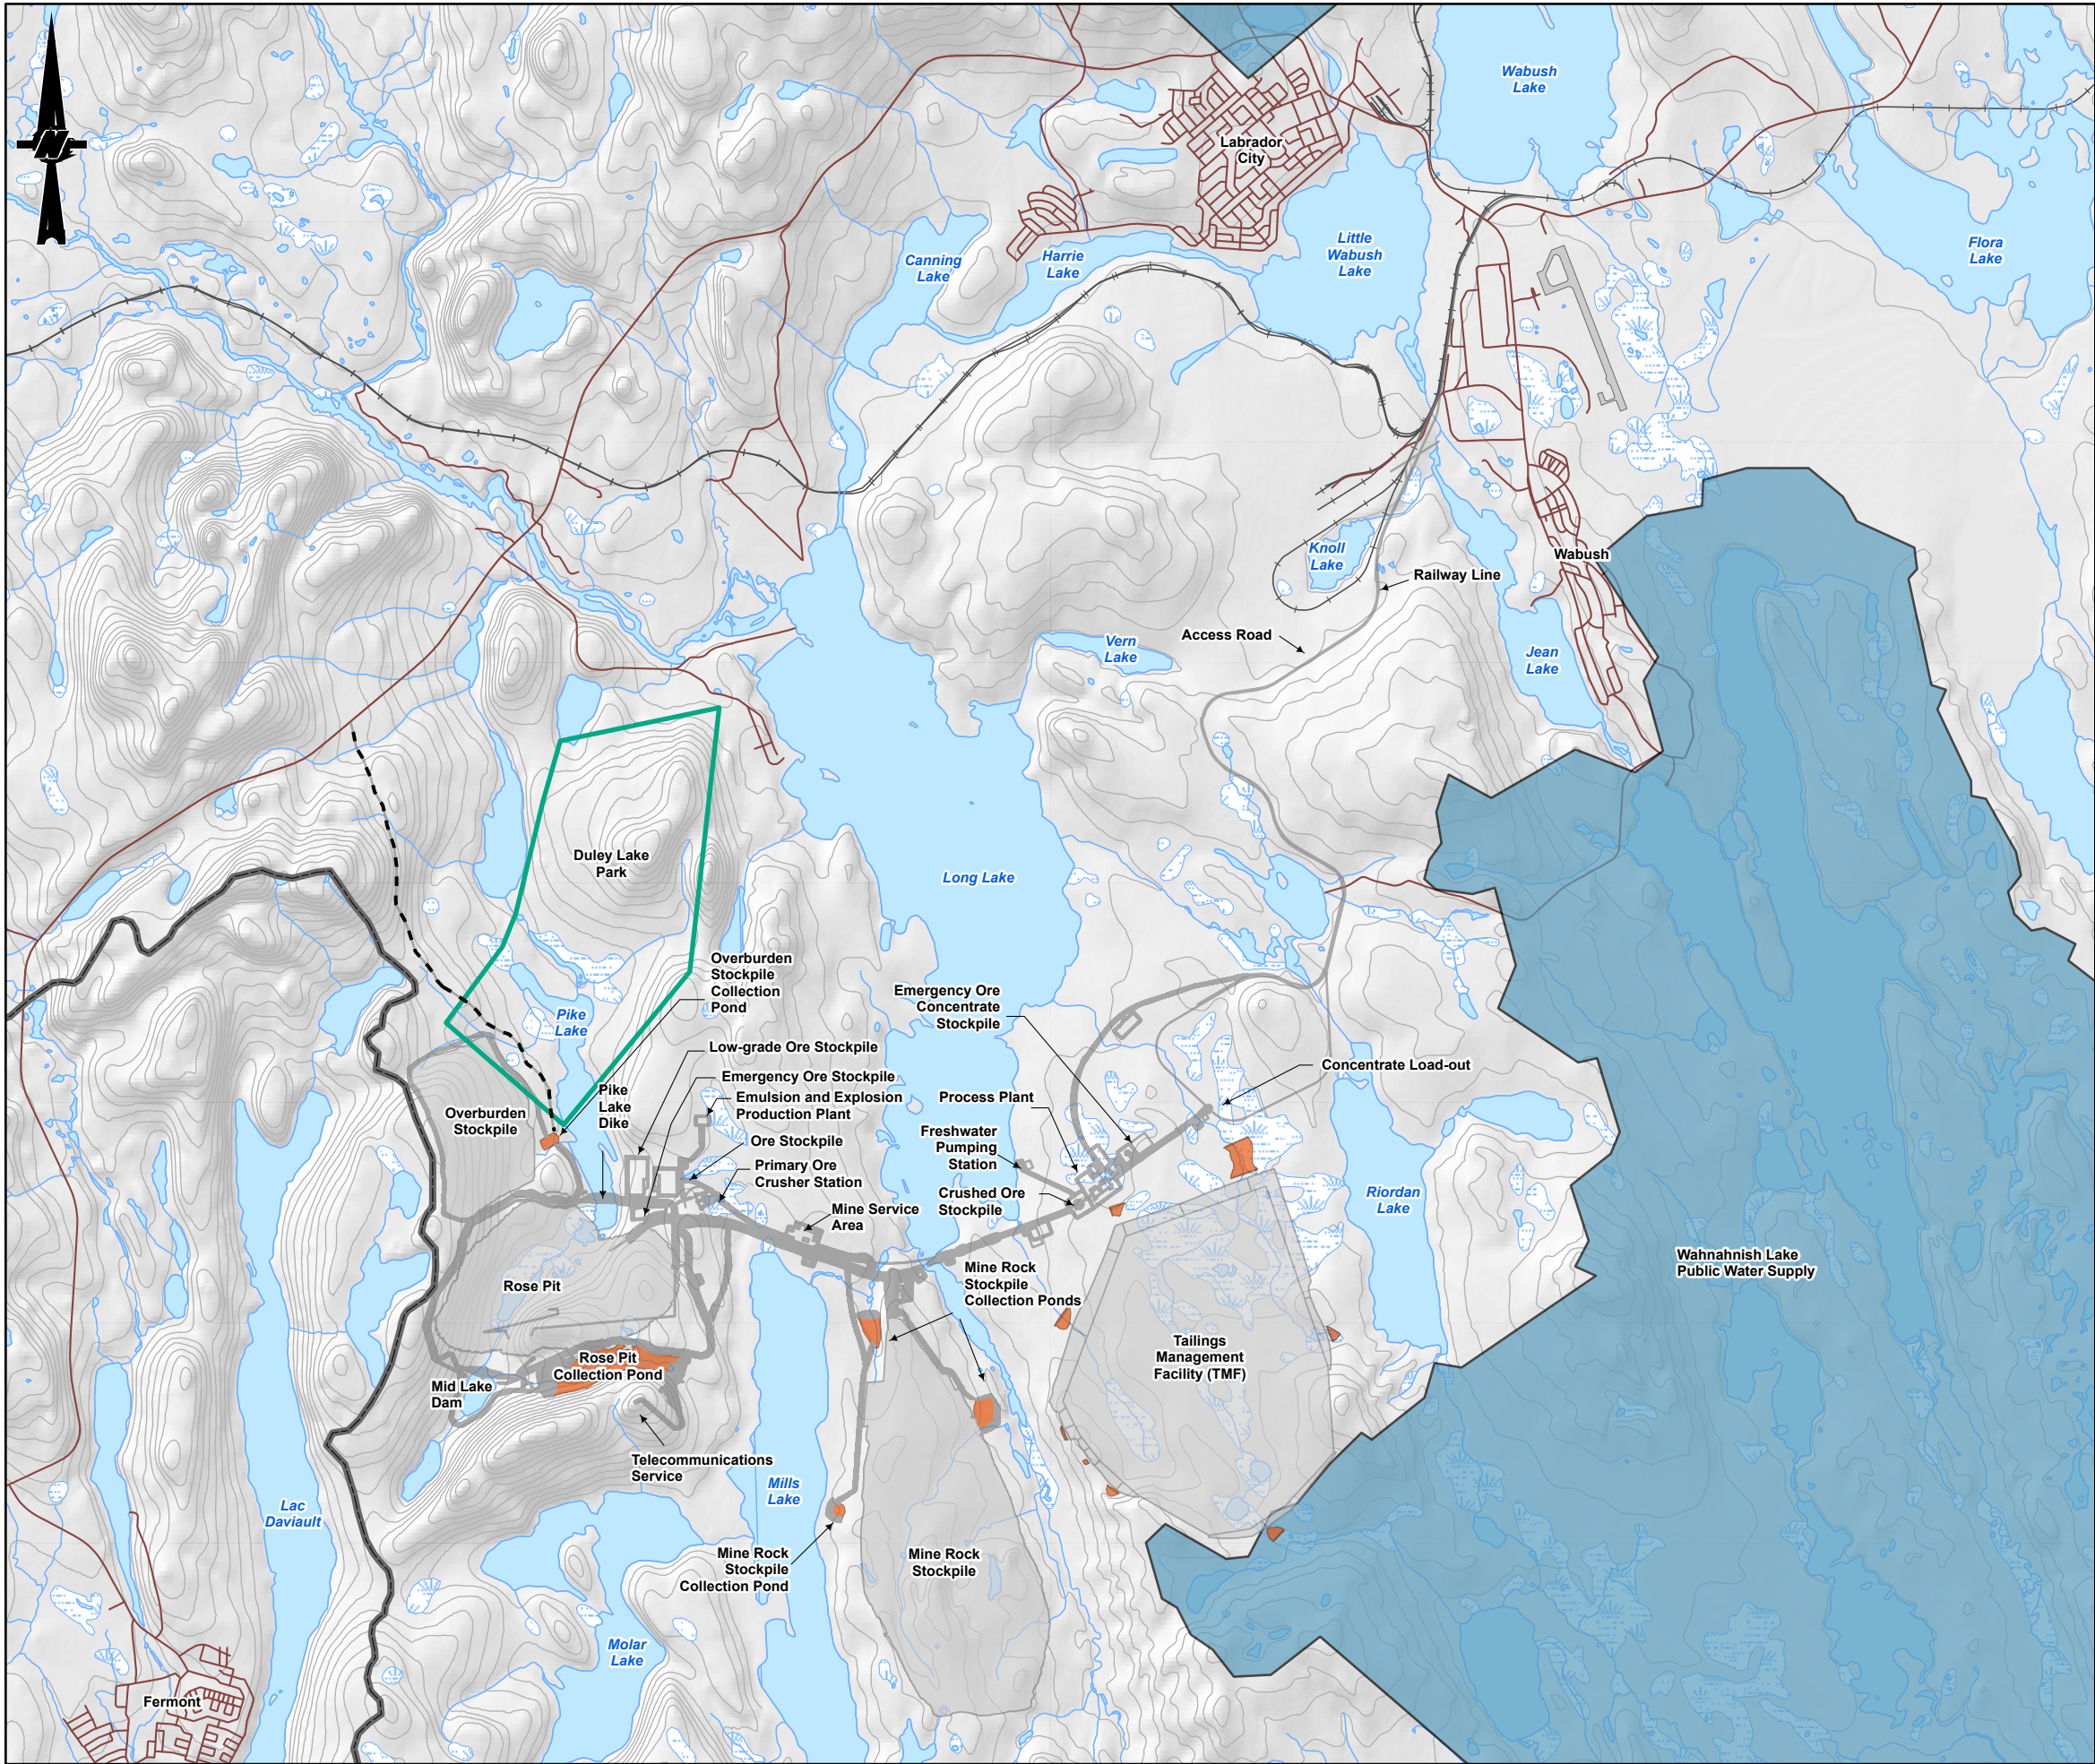 N
Wabush
Lake
Labrador
City
Little
Wabush
Lake
Flora
Lake
Canning
Lake
Harrie
Lake
Knoll
Lake
Wabush
Railway Line
Access Road
Vern
Lake
Jean
Lake
Duley Lake
Park
Long Lake
Overburden
Stockpile
Collection
Pond
Pike
Lake
Emergency Ore
Concentrate
Stockpile
Low-grade Ore Stockpile
Emergency Ore Stockpile
Concentrate Load-out
Pike
Lake
Dike
Emulsion and Explosion
Production Plant
Process Plant
Overburden
Stockpile
Ore Stockpile
Freshwater
Pumping
Station
Primary Ore
Crusher Station
Crushed Ore
Stockpile
Riordan
Lake
Mine Service
Area
Wahnahnish Lake
Public Water Supply
Rose Pit
Mine Rock
Stockpile
Collection Ponds
Tailings
Management
Facility (TMF)
Rose Pit
Collection Pond
Mid Lake
Dam
Telecommunications
Service
Mills
Lake
Lac
Daviault
Mine Rock
Stockpile
Collection Pond
Mine Rock
Stockpile
Molar
Lake
Fermont